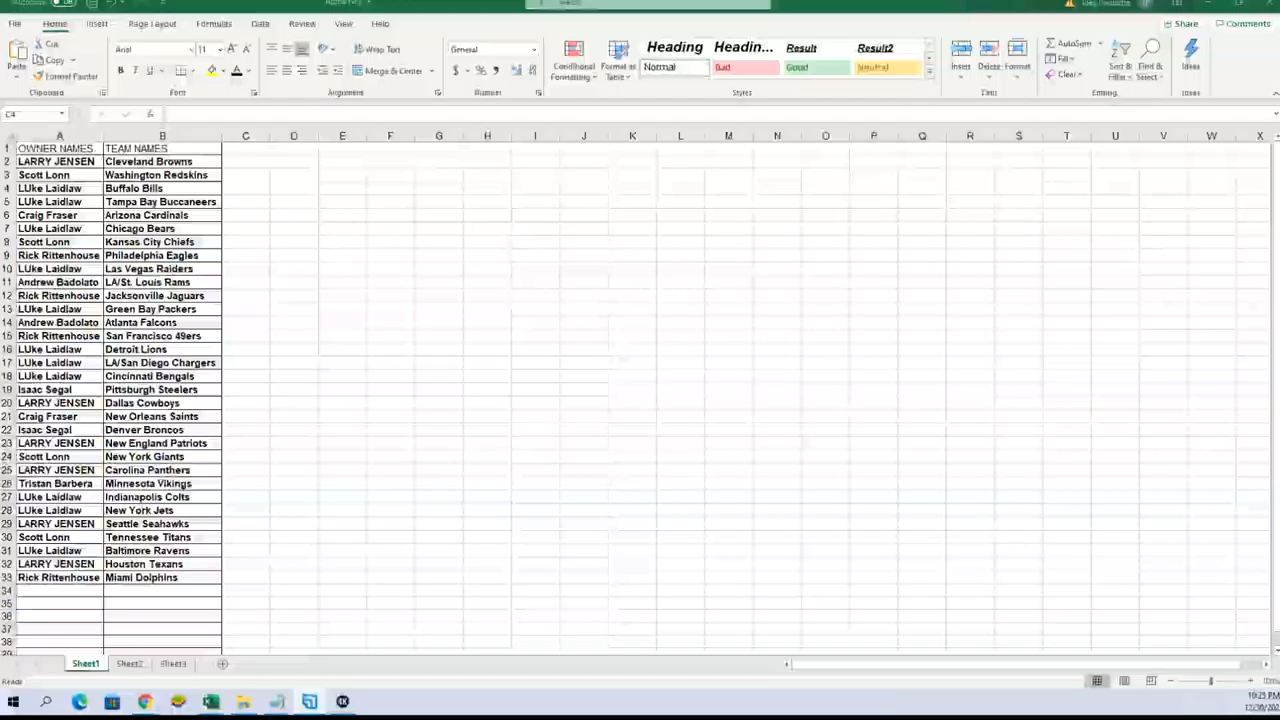 File Home Insert Page Layout Formulas Data Review View Help Share Comments
Cut
Copy
Format Painter
Paste
Clipboard
Arial 11
B I U
Font
Wrap Text
Merge & Center
Alignment
General
$ % ,
Number
Conditional Formatting
Format as Table
Heading Headin... Result Result2
Normal Bad Good Neutral
Styles
Insert Delete Format
Cells
AutoSum
Fill
Clear
Sort & Filter
Find & Select
Editing
Ideas
Ideas
C4
A B C D E F G H I J K L M N O P Q R S T U V W X
1 OWNER NAMES TEAM NAMES
2 LARRY JENSEN Cleveland Browns
3 Scott Lonn Washington Redskins
4 LUke Laidlaw Buffalo Bills
5 LUke Laidlaw Tampa Bay Buccaneers
6 Craig Fraser Arizona Cardinals
7 LUke Laidlaw Chicago Bears
8 Scott Lonn Kansas City Chiefs
9 Rick Rittenhouse Philadelphia Eagles
10 LUke Laidlaw Las Vegas Raiders
11 Andrew Badolato LA/St. Louis Rams
12 Rick Rittenhouse Jacksonville Jaguars
13 LUke Laidlaw Green Bay Packers
14 Andrew Badolato Atlanta Falcons
15 Rick Rittenhouse San Francisco 49ers
16 LUke Laidlaw Detroit Lions
17 LUke Laidlaw LA/San Diego Chargers
18 LUke Laidlaw Cincinnati Bengals
19 Isaac Segal Pittsburgh Steelers
20 LARRY JENSEN Dallas Cowboys
21 Craig Fraser New Orleans Saints
22 Isaac Segal Denver Broncos
23 LARRY JENSEN New England Patriots
24 Scott Lonn New York Giants
25 LARRY JENSEN Carolina Panthers
26 Tristan Barbera Minnesota Vikings
27 LUke Laidlaw Indianapolis Colts
28 LUke Laidlaw New York Jets
29 LARRY JENSEN Seattle Seahawks
30 Scott Lonn Tennessee Titans
31 LUke Laidlaw Baltimore Ravens
32 LARRY JENSEN Houston Texans
33 Rick Rittenhouse Miami Dolphins
34
35
36
37
38
Sheet1 Sheet2 Sheet3
Ready
10:25 PM